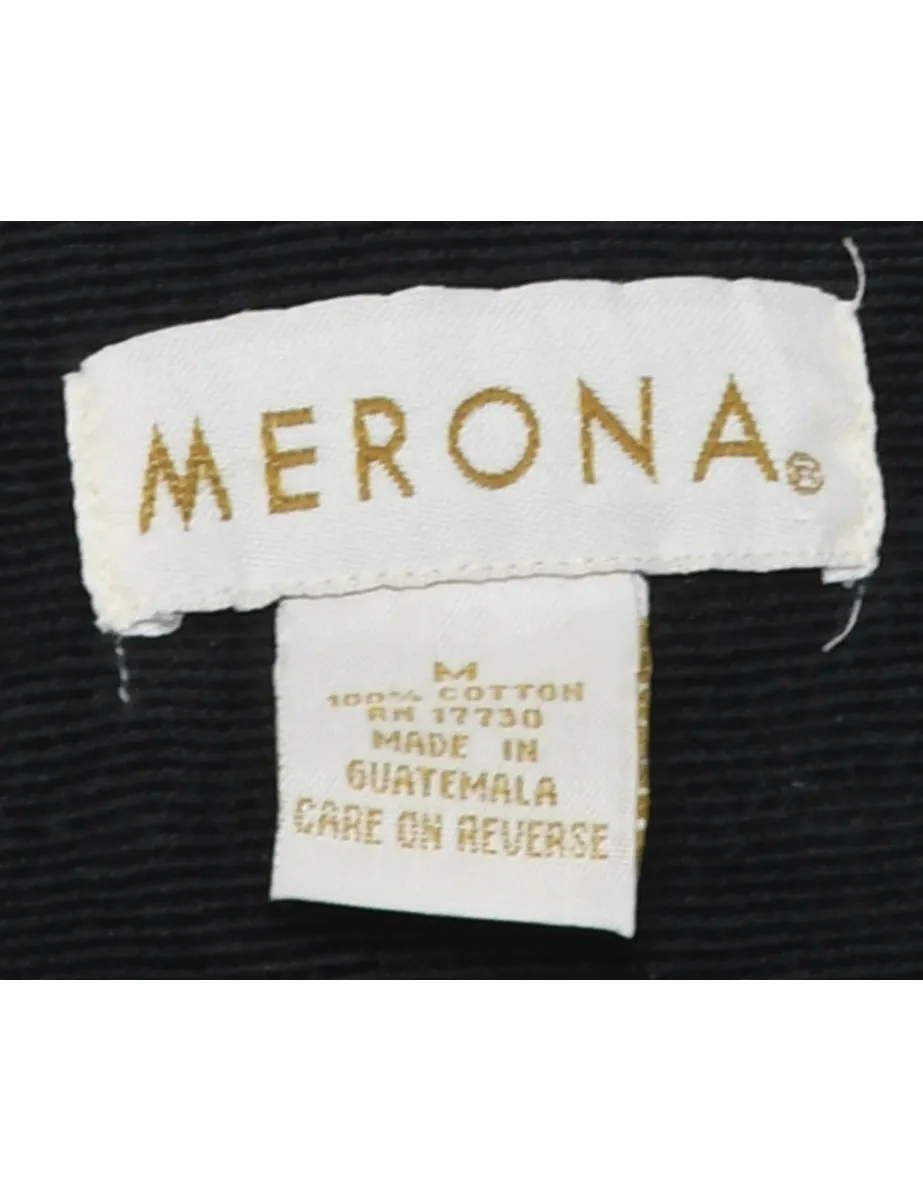 MERONA®
M
100% COTTON
RN 17730
MADE IN
GUATEMALA
CARE ON REVERSE